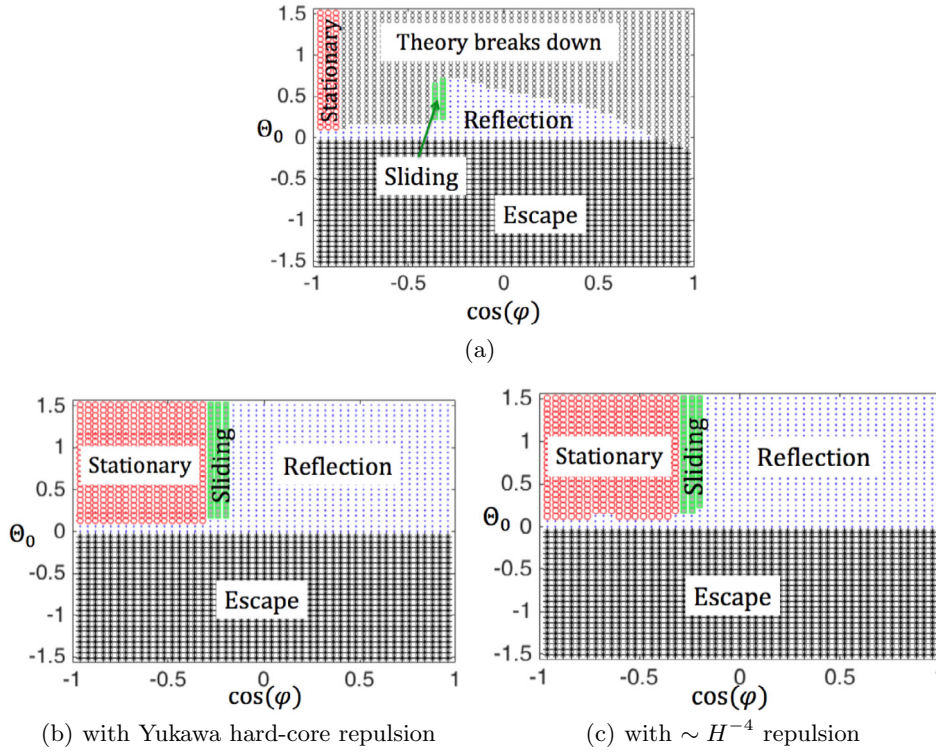 1.5
Theory breaks down
1
Stationary
0.5
Reflection
Θ₀ 0
Sliding
-0.5
Escape
-1
-1.5
-1 -0.5 0 0.5 1
cos(φ)
(a)
1.5
1
Stationary
Sliding
Reflection
0.5
Θ₀ 0
-0.5
Escape
-1
-1.5
-1 -0.5 0 0.5 1
cos(φ)
(b) with Yukawa hard-core repulsion
1.5
1
Stationary
Sliding
Reflection
0.5
Θ₀ 0
-0.5
Escape
-1
-1.5
-1 -0.5 0 0.5 1
cos(φ)
(c) with ∼ H⁻⁴ repulsion